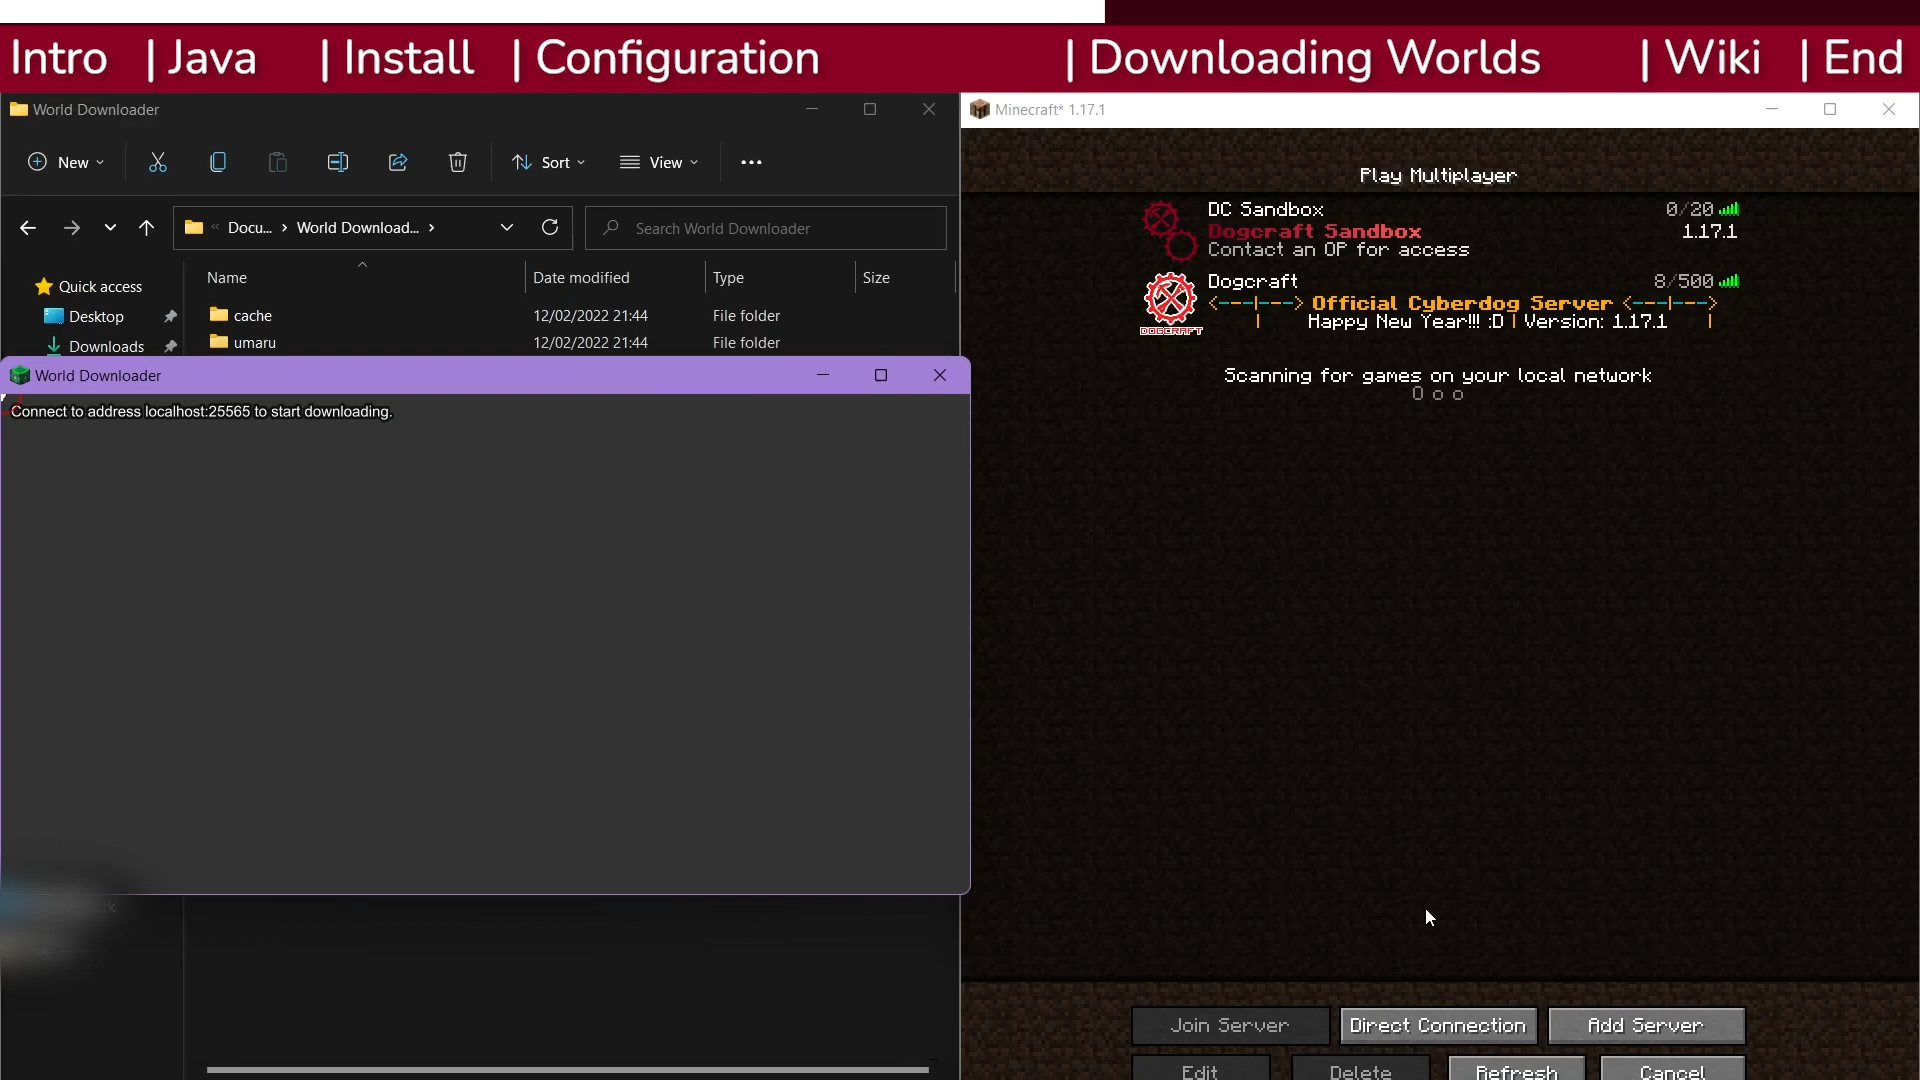 Intro | Java | Install | Configuration | Downloading Worlds | Wiki | End
World Downloader
New Sort View
Docu... World Download...
Search World Downloader
Name Date modified Type Size
Quick access
Desktop
Downloads
cache 12/02/2022 21:44 File folder
umaru 12/02/2022 21:44 File folder
World Downloader
Connect to address localhost:25565 to start downloading.
Minecraft* 1.17.1
Play Multiplayer
DC Sandbox 0/20
Dogcraft Sandbox 1.17.1
Contact an OP for access
Dogcraft 8/500
<---|---> Official Cyberdog Server <---|--->
| Happy New Year!!! :D | Version: 1.17.1 |
DOGCRAFT
Scanning for games on your local network
O o o
Join Server Direct Connection Add Server
Edit Delete Refresh Cancel